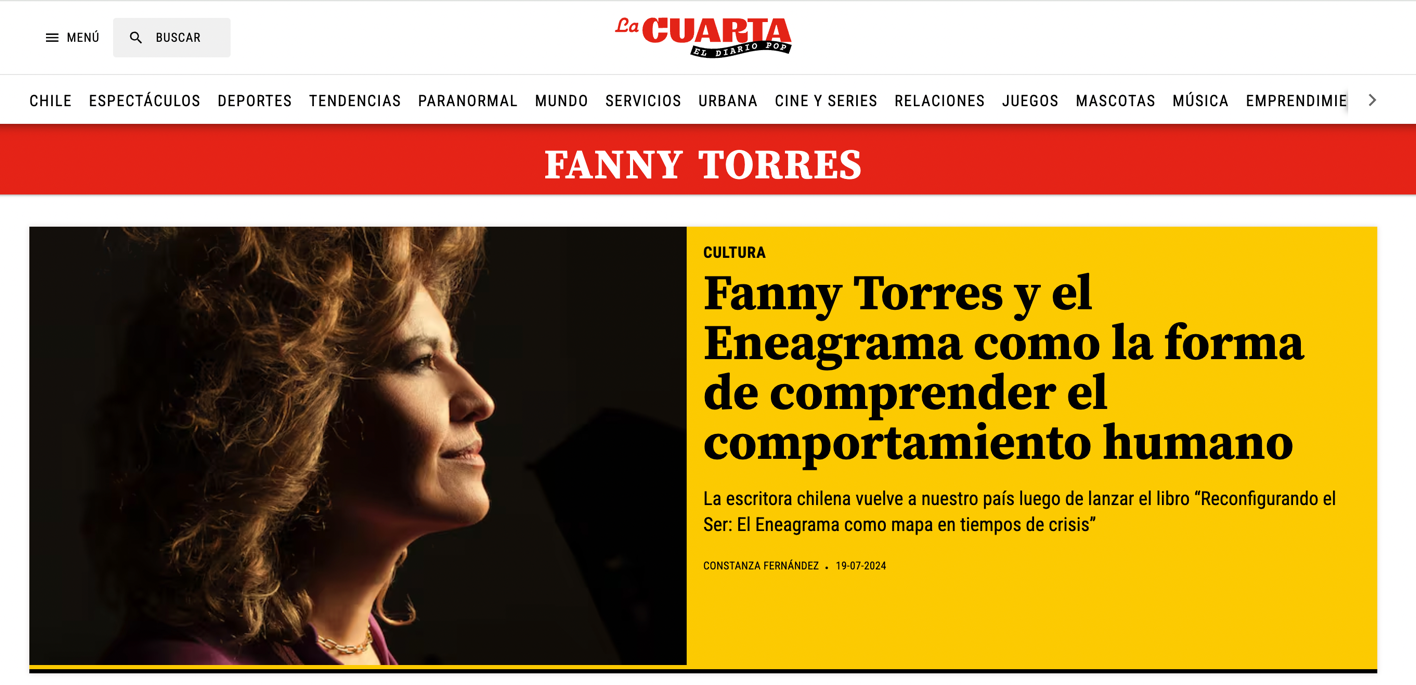 MENÚ
BUSCAR
La CUARTA
EL DIARIO POP
CHILE ESPECTÁCULOS DEPORTES TENDENCIAS PARANORMAL MUNDO SERVICIOS URBANA CINE Y SERIES RELACIONES JUEGOS MASCOTAS MÚSICA EMPRENDIMIE
FANNY TORRES
CULTURA
Fanny Torres y el
Eneagrama como la forma
de comprender el
comportamiento humano
La escritora chilena vuelve a nuestro país luego de lanzar el libro “Reconfigurando el
Ser: El Eneagrama como mapa en tiempos de crisis”
CONSTANZA FERNÁNDEZ • 19-07-2024